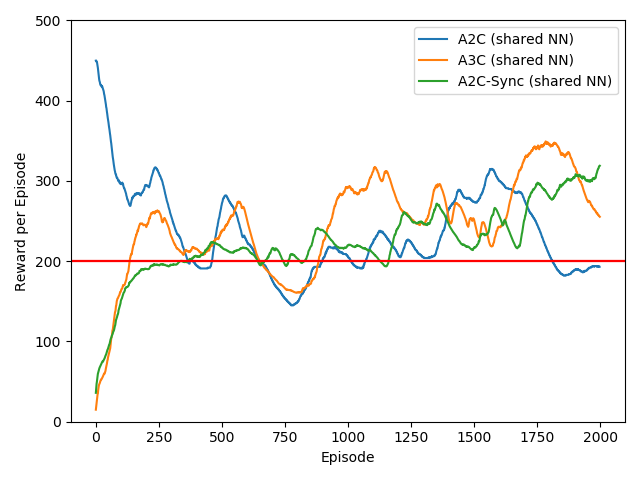 A2C (shared NN)
A3C (shared NN)
A2C-Sync (shared NN)
Reward per Episode
500
400
300
200
100
0
0 250 500 750 1000 1250 1500 1750 2000
Episode